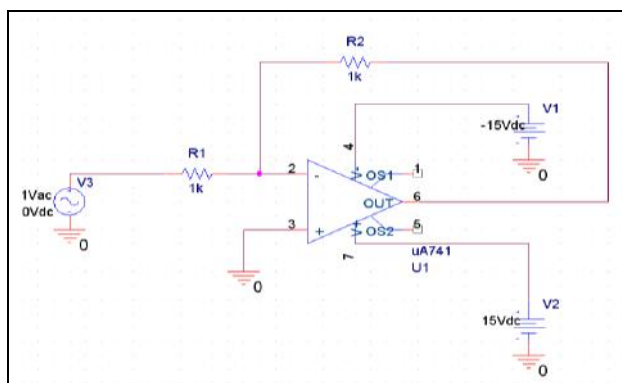 R2
1k
V1
4
-15Vdc
1
R1
OS1
0
2
-
V3
1k
6
1Vac
OUT
0Vdc
3
+
OS2
5
0
7
uA741
U1
0
V2
15Vdc
0